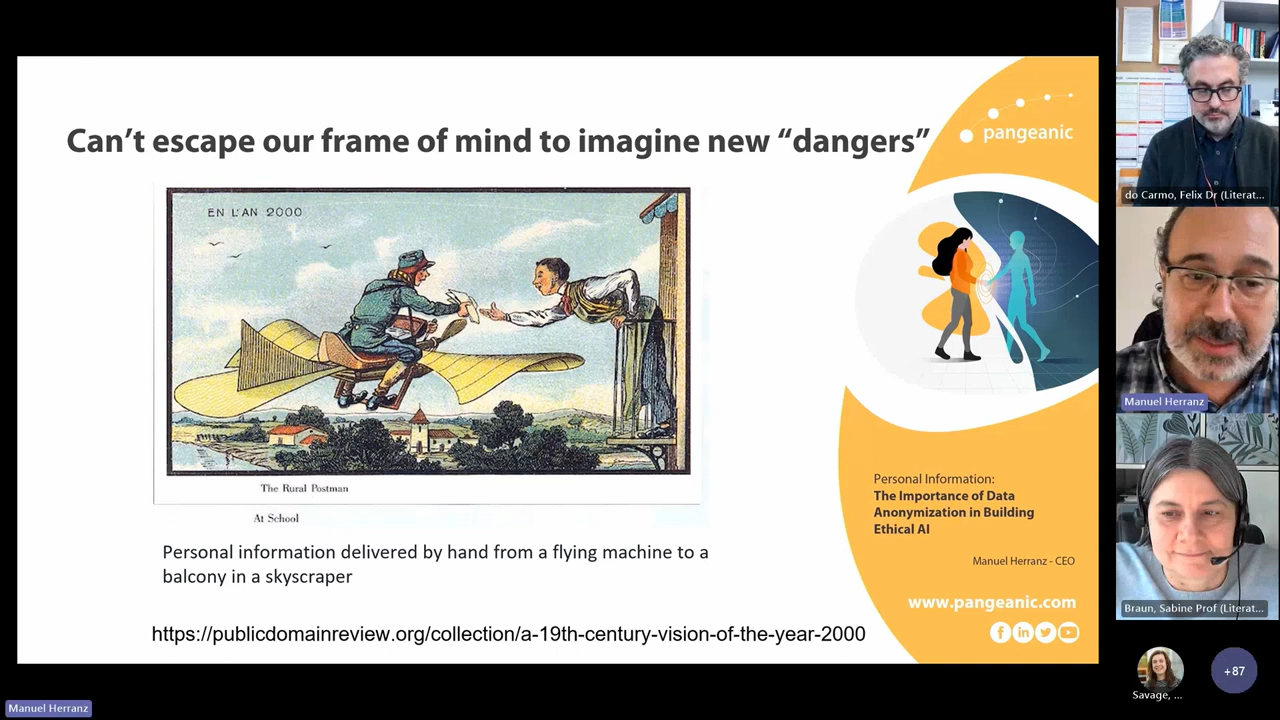 Can't escape our frame of mind to imagine new “dangers”
pangeanic
EN L'AN 2000
The Rural Postman
At School
Personal information delivered by hand from a flying machine to a
balcony in a skyscraper
https://publicdomainreview.org/collection/a-19th-century-vision-of-the-year-2000
Personal Information:
The Importance of Data
Anonymization in Building
Ethical AI
Manuel Herranz - CEO
www.pangeanic.com
do Carmo, Felix Dr (Literat...
Manuel Herranz
Braun, Sabine Prof (Literat...
Savage, ...
+87
Manuel Herranz